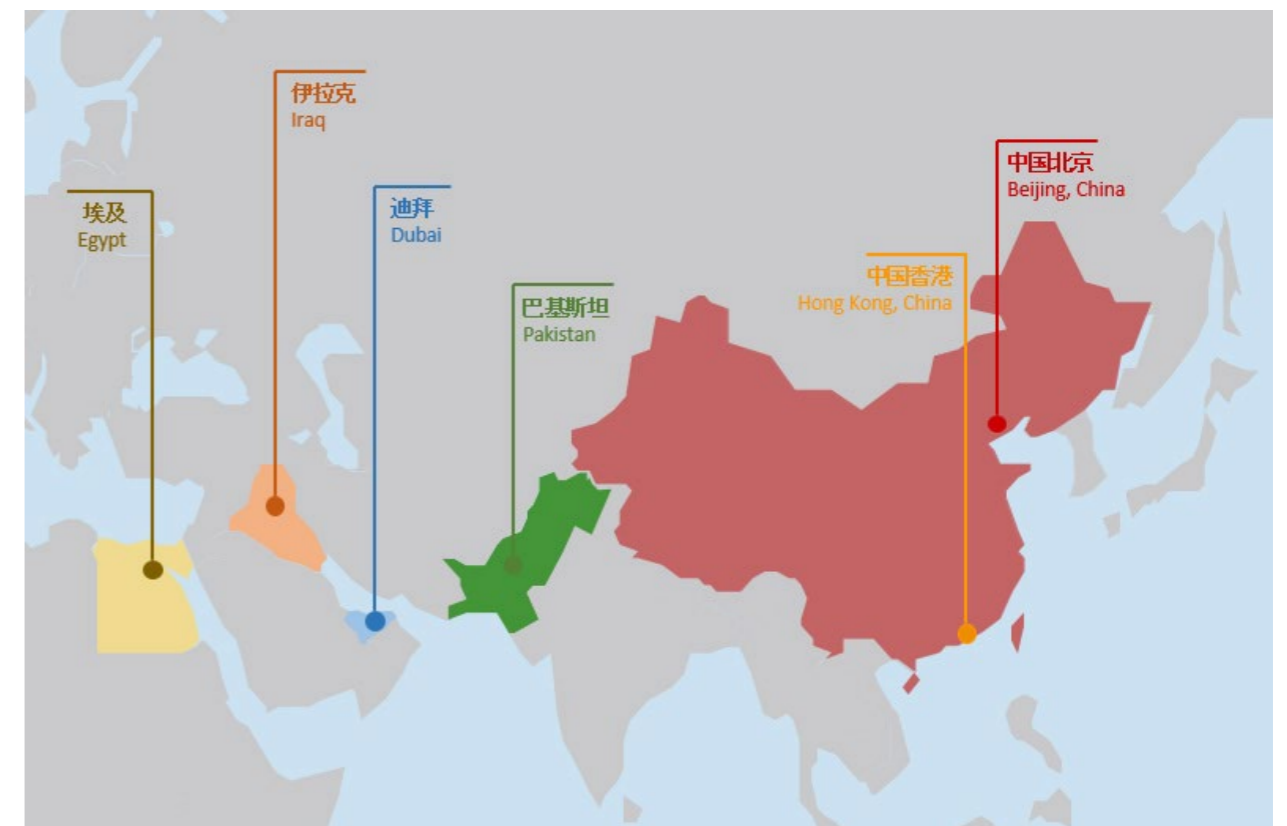 伊拉克
Iraq
中国北京
Beijing, China
迪拜
Dubai
埃及
Egypt
中国香港
Hong Kong, China
巴基斯坦
Pakistan